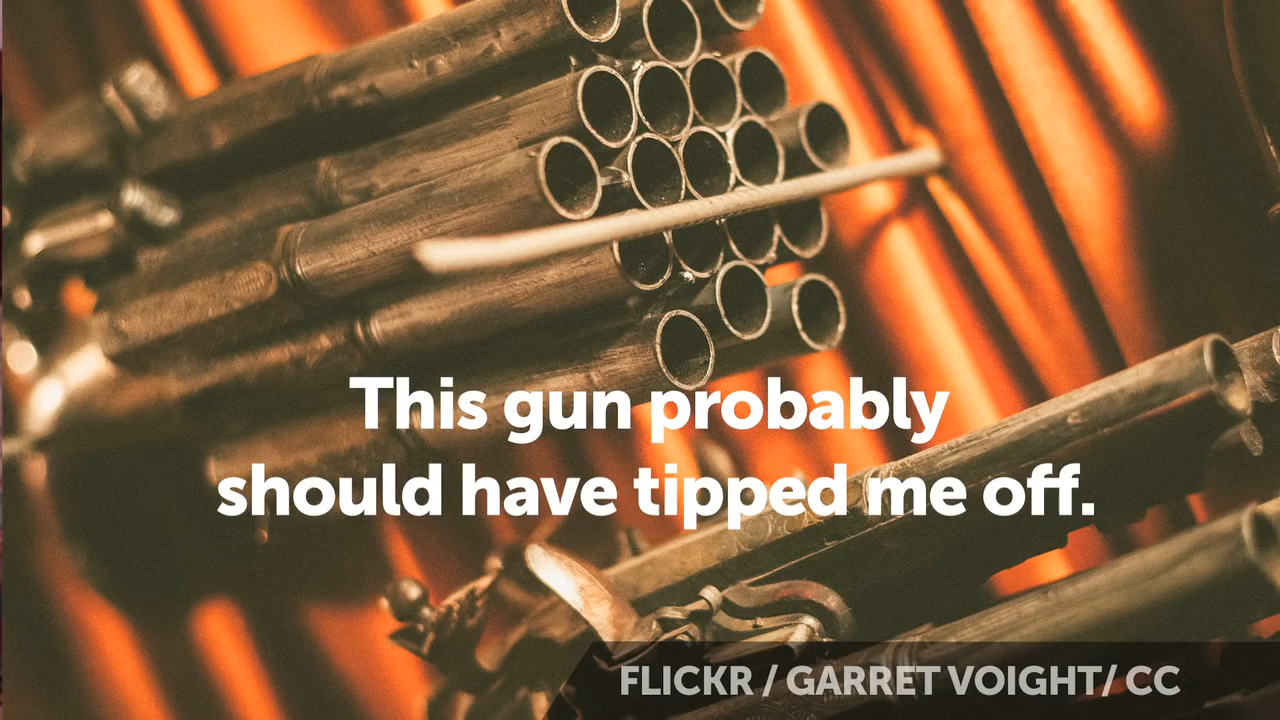 This gun probably
should have tipped me off.
FLICKR / GARRET VOIGHT/ CC